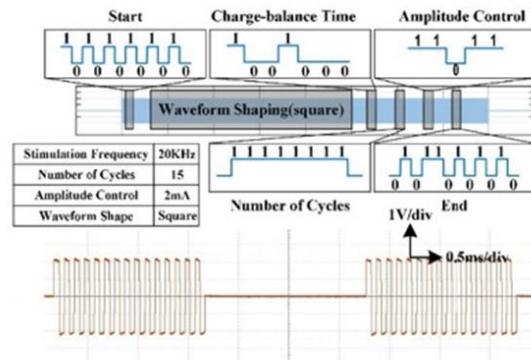 Start
Charge-balance Time
Amplitude Control
1 1 1 1 1 1
0 0 0 0 0 0
1 1
0 0 0 0 0
1 1 1 1
0
Waveform Shaping(square)
Stimulation Frequency 20KHz
Number of Cycles 15
Amplitude Control 2mA
Waveform Shape Square
1 1 1 1 1 1 1 1
Number of Cycles
1 1 1 1 1 1
0 0 0 0 0 0
End
1V/div
0.5ms/div